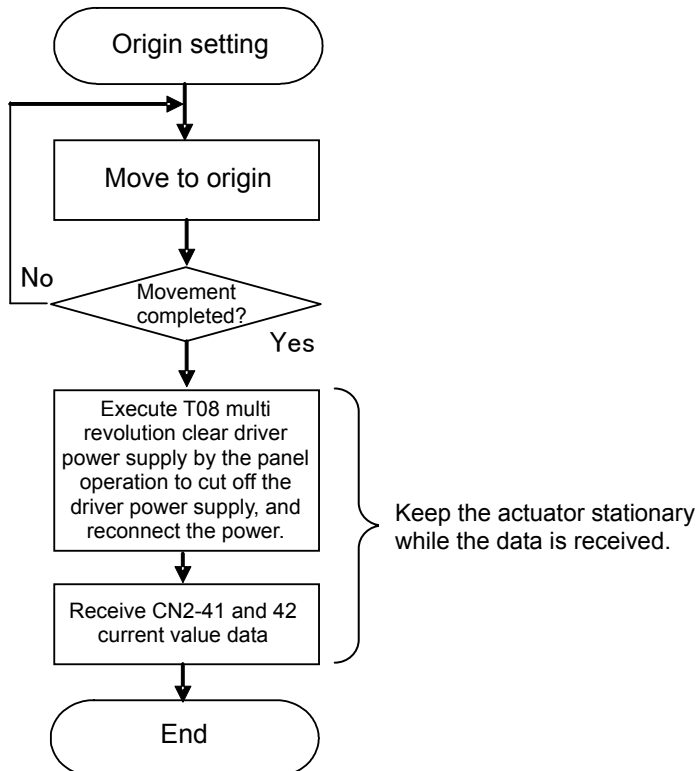 Origin setting
Move to origin
No
Movement
completed?
Yes
Execute T08 multi
revolution clear driver
power supply by the panel
operation to cut off the
driver power supply, and
reconnect the power.
Keep the actuator stationary
while the data is received.
Receive CN2-41 and 42
current value data
End